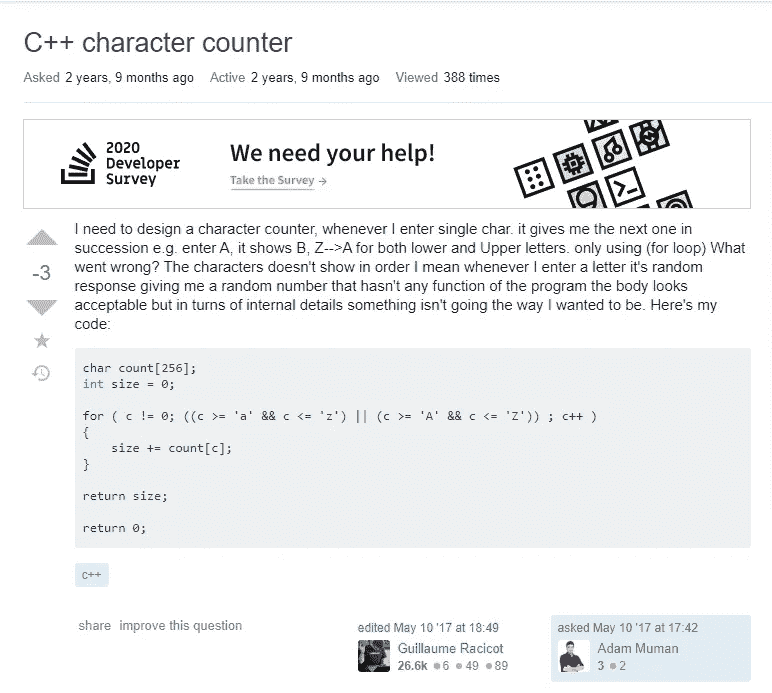 C++ character counter
Asked 2 years, 9 months ago Active 2 years, 9 months ago Viewed 388 times
2020
Developer
Survey
We need your help!
Take the Survey →
I need to design a character counter, whenever I enter single char. it gives me the next one in
succession e.g. enter A, it shows B, Z-->A for both lower and Upper letters. only using (for loop) What
went wrong? The characters doesn't show in order I mean whenever I enter a letter it's random
response giving me a random number that hasn't any function of the program the body looks
acceptable but in turns of internal details something isn't going the way I wanted to be. Here's my
code:
-3
char count[256];
int size = 0;
for ( c != 0; ((c >= 'a' && c <= 'z') || (c >= 'A' && c <= 'Z')) ; c++ )
{
size += count[c];
}
return size;
return 0;
c++
share improve this question
edited May 10 '17 at 18:49
Guillaume Racicot
26.6k 6 49 89
asked May 10 '17 at 17:42
Adam Muman
3 2